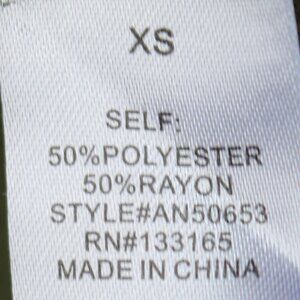 XS
SELF:
50%POLYESTER
50%RAYON
STYLE#AN50653
RN#133165
MADE IN CHINA